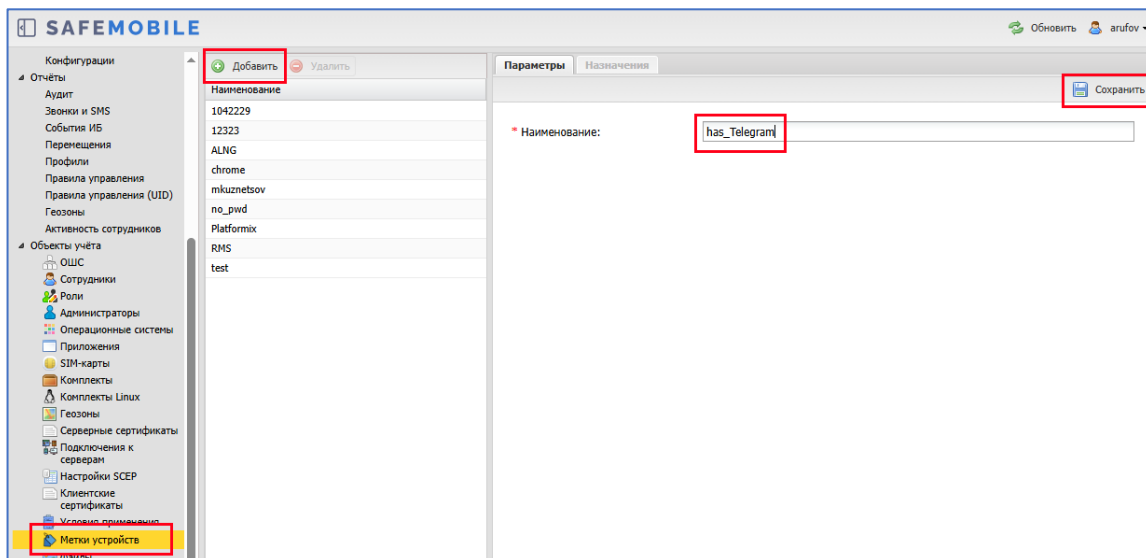 SAFEMOBILE
Обновить
arufov
Конфигурации
Отчёты
Аудит
Звонки и SMS
События ИБ
Перемещения
Профили
Правила управления
Правила управления (UID)
Геозоны
Активность сотрудников
Объекты учёта
ОШС
Сотрудники
Роли
Администраторы
Операционные системы
Приложения
SIM-карты
Комплекты
Комплекты Linux
Геозоны
Серверные сертификаты
Подключения к
серверам
Настройки SCEP
Клиентские
сертификаты
Условия применения
Метки устройств
Добавить
Удалить
Наименование
1042229
12323
ALNG
chrome
mkuznetsov
no_pwd
Platformix
RMS
test
Параметры
Назначения
Сохранить
* Наименование:
has_Telegram